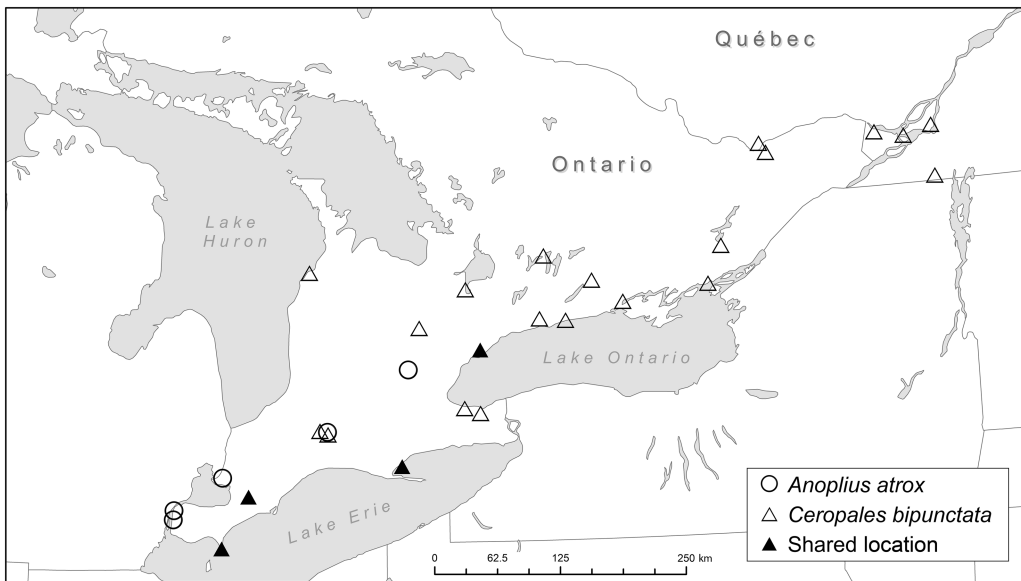 Québec
Ontario
Lake
Huron
Lake Ontario
Lake Erie
Anoplius atrox
Ceropales bipunctata
Shared location
0 62.5 125 250 km